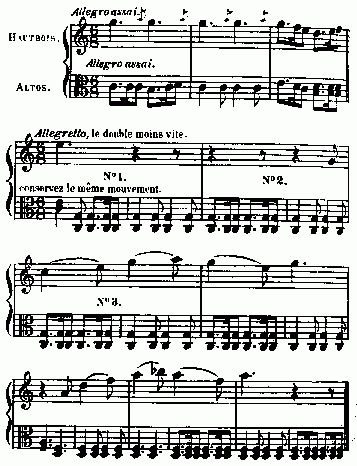 Allegro assai.
HAUTBOIS.
Allegro assai.
ALTOS.
Allegretto, le double moins vite.
Nº1.
Nº2.
conservez le même mouvement.
Nº3.